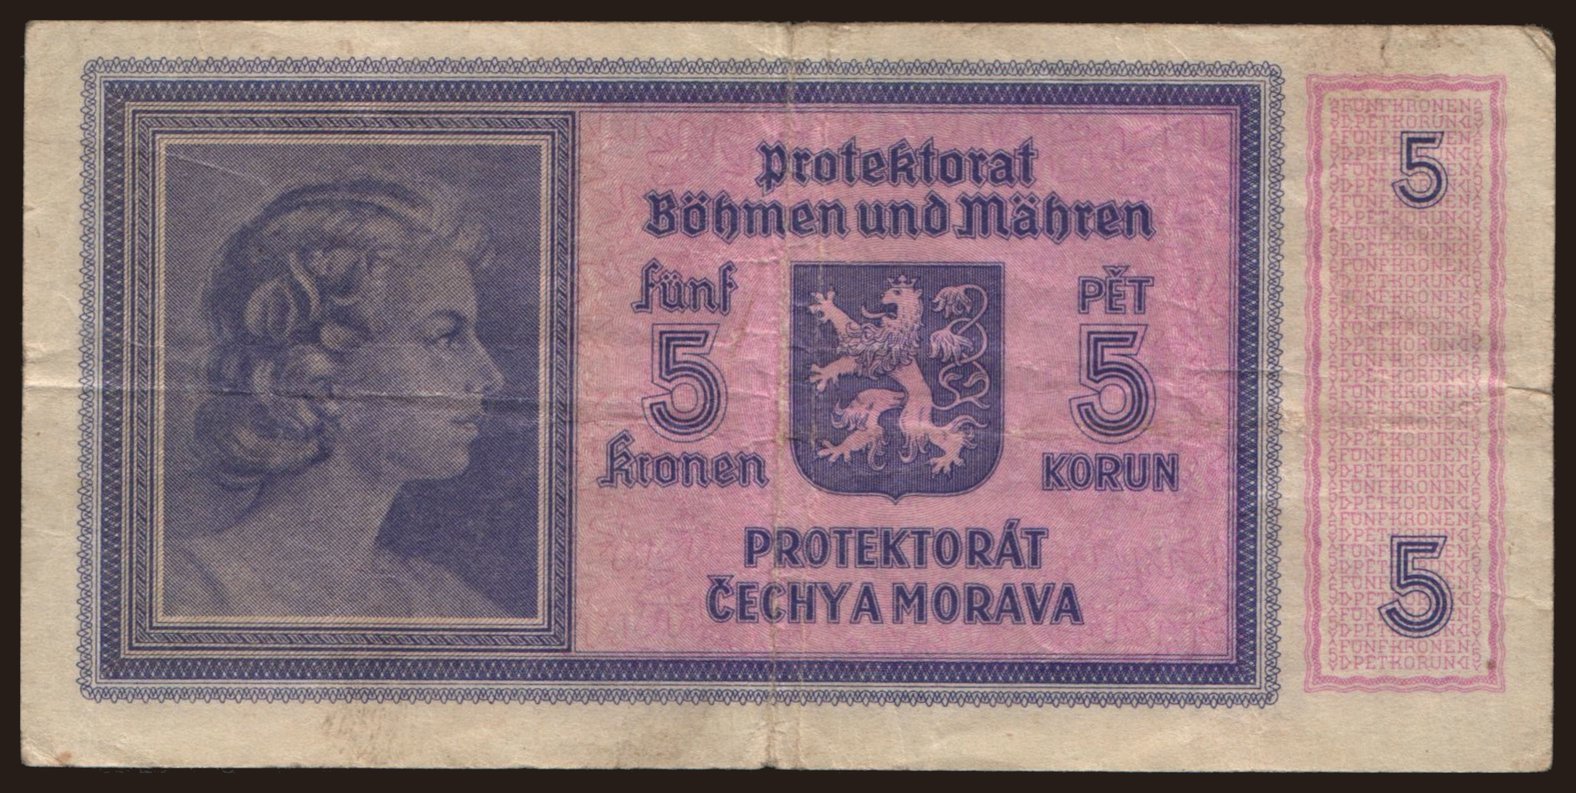 Protektorat
Böhmen und Mähren
fünf
5
Kronen
PĚT
5
KORUN
PROTEKTORÁT
ČECHY A MORAVA
5
5